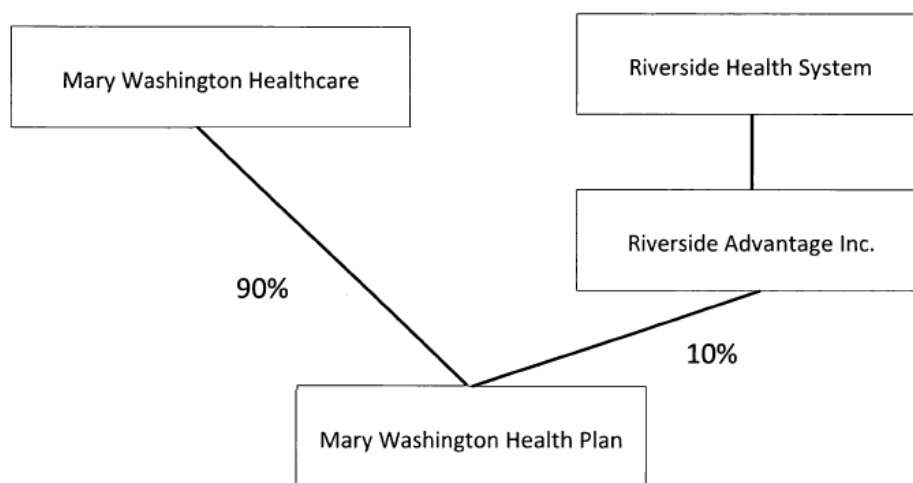 Mary Washington Healthcare
Riverside Health System
Riverside Advantage Inc.
90%
10%
Mary Washington Health Plan